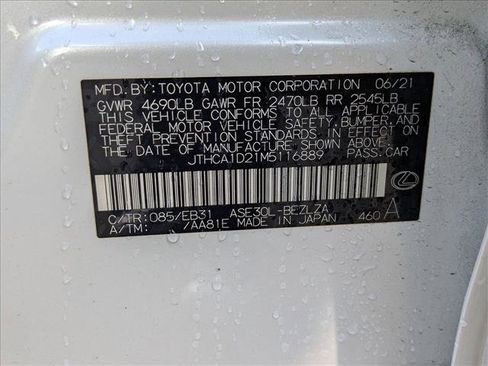 MFD. BY: TOYOTA MOTOR CORPORATION 06/21
GVWR 4690LB GAWR FR 2470LB RR 2545LB
THIS VEHICLE CONFORMS TO ALL APPLICABLE
FEDERAL MOTOR VEHICLE SAFETY, BUMPER, AND
THEFT PREVENTION STANDARDS IN EFFECT ON
THE DATE OF MANUFACTURE SHOWN ABOVE.
JTHCA1D21M5116889 PASS.CAR
C/TR: 085/EB31 ASE30L-BEZLZA
A/TM: /AA81E MADE IN JAPAN 460 A